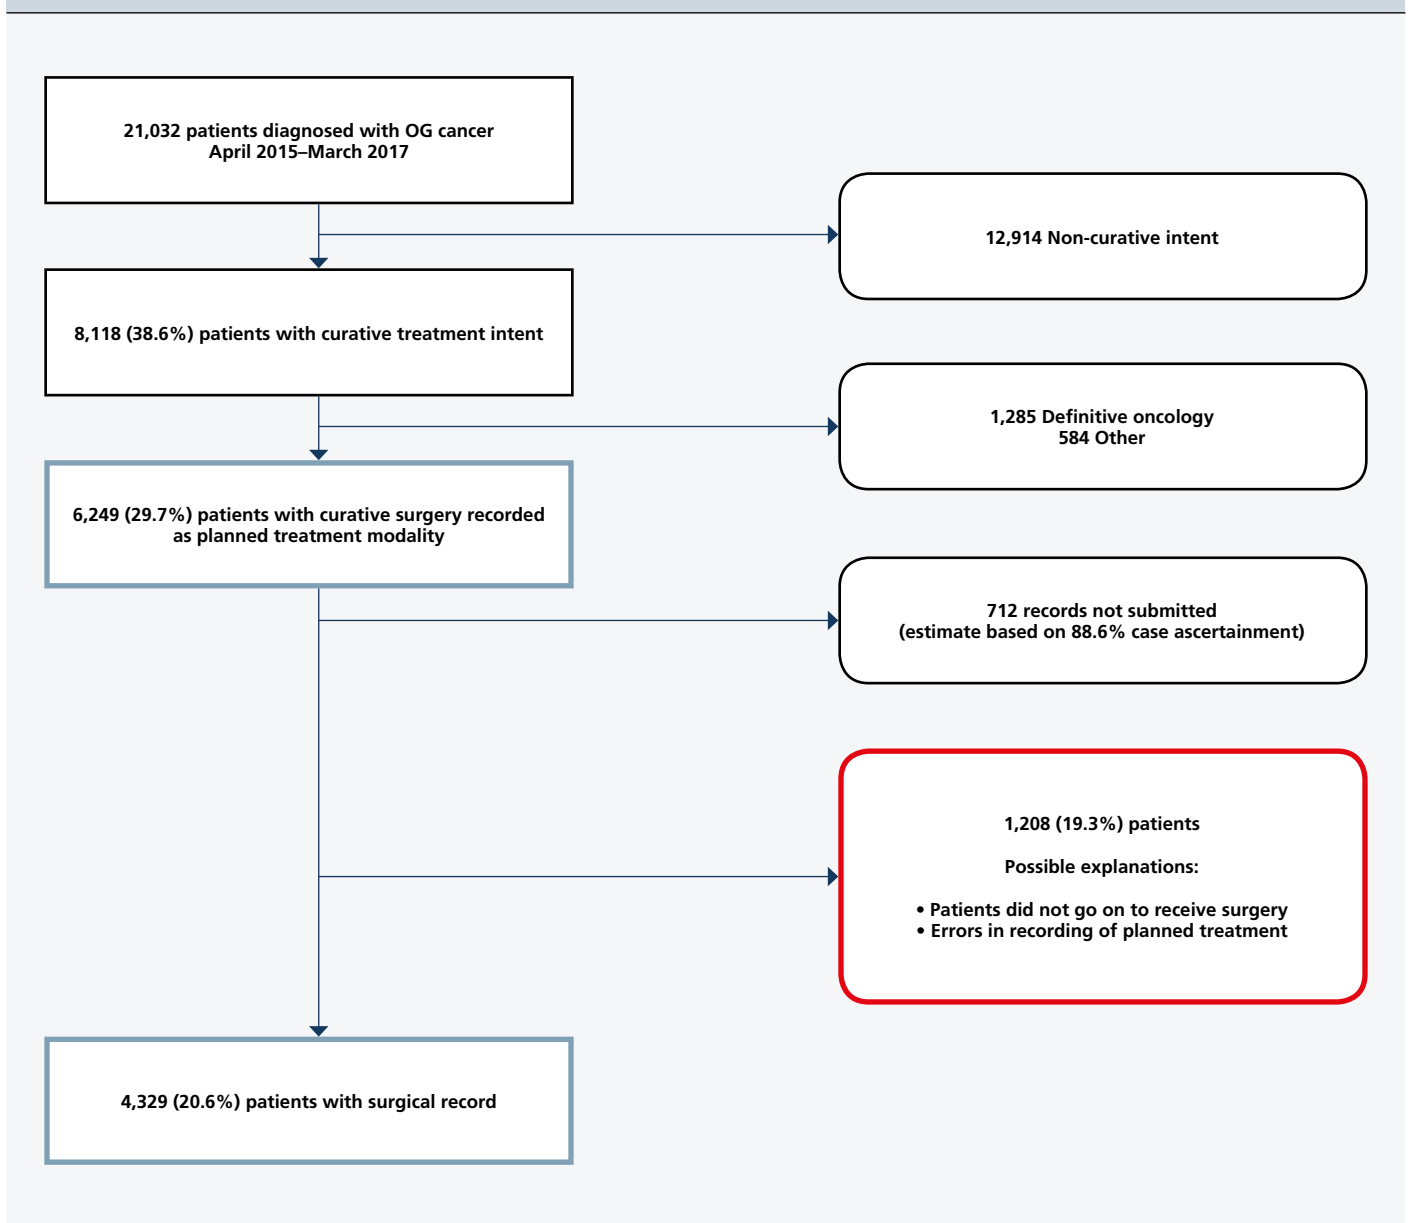 21,032 patients diagnosed with OG cancer
April 2015–March 2017
12,914 Non-curative intent
8,118 (38.6%) patients with curative treatment intent
1,285 Definitive oncology
584 Other
6,249 (29.7%) patients with curative surgery recorded
as planned treatment modality
712 records not submitted
(estimate based on 88.6% case ascertainment)
1,208 (19.3%) patients
Possible explanations:
• Patients did not go on to receive surgery
• Errors in recording of planned treatment
4,329 (20.6%) patients with surgical record